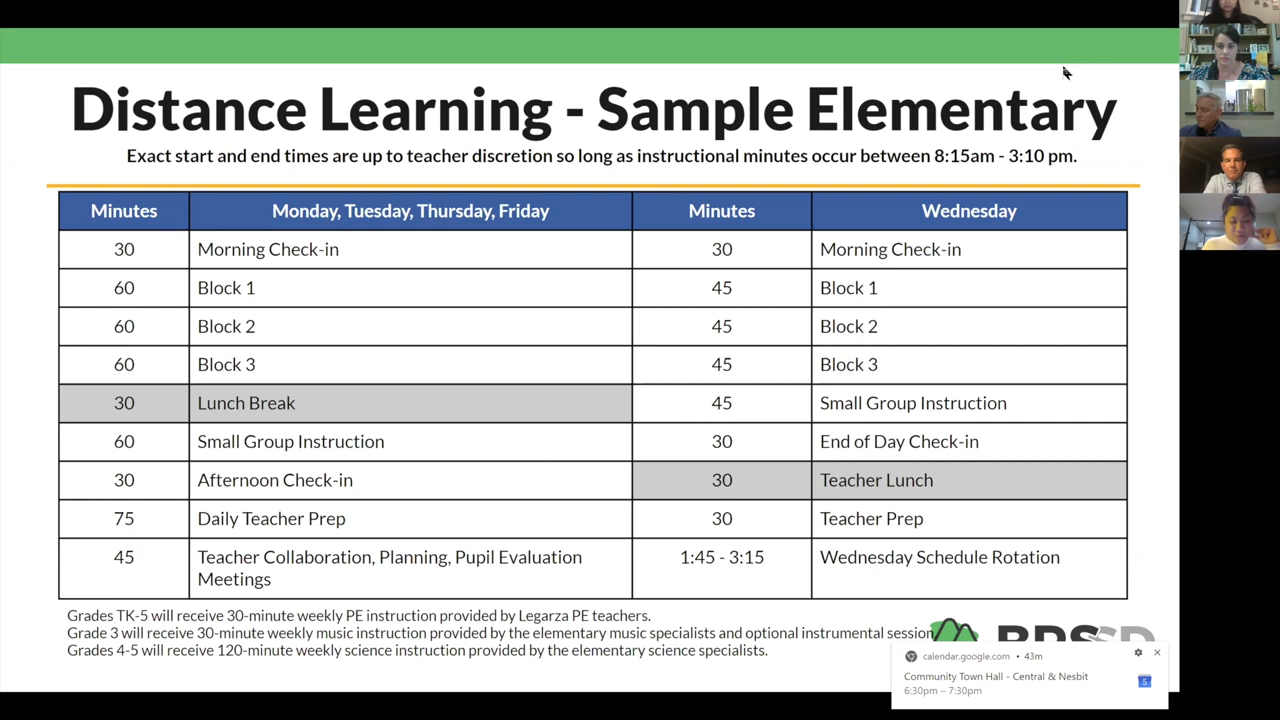 Distance Learning - Sample Elementary
Exact start and end times are up to teacher discretion so long as instructional minutes occur between 8:15am - 3:10 pm.
Minutes Monday, Tuesday, Thursday, Friday Minutes Wednesday
30 Morning Check-in 30 Morning Check-in
60 Block 1 45 Block 1
60 Block 2 45 Block 2
60 Block 3 45 Block 3
30 Lunch Break 45 Small Group Instruction
60 Small Group Instruction 30 End of Day Check-in
30 Afternoon Check-in 30 Teacher Lunch
75 Daily Teacher Prep 30 Teacher Prep
45 Teacher Collaboration, Planning, Pupil Evaluation 1:45 - 3:15 Wednesday Schedule Rotation
Meetings
Grades TK-5 will receive 30-minute weekly PE instruction provided by Legarza PE teachers.
Grade 3 will receive 30-minute weekly music instruction provided by the elementary music specialists and optional instrumental session
Grades 4-5 will receive 120-minute weekly science instruction provided by the elementary science specialists.
calendar.google.com • 43m
Community Town Hall - Central & Nesbit
6:30pm – 7:30pm
5